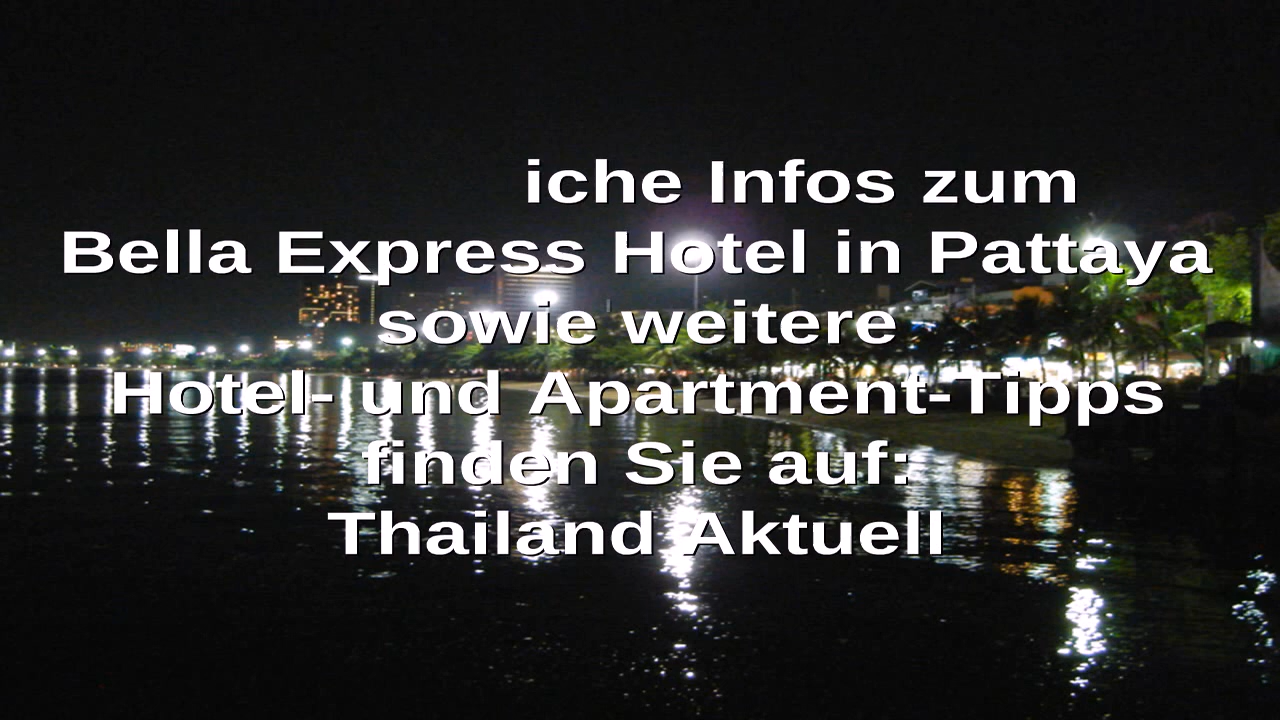 iche Infos zum
Bella Express Hotel in Pattaya
sowie weitere
Hotel- und Apartment-Tipps
finden Sie auf:
Thailand Aktuell